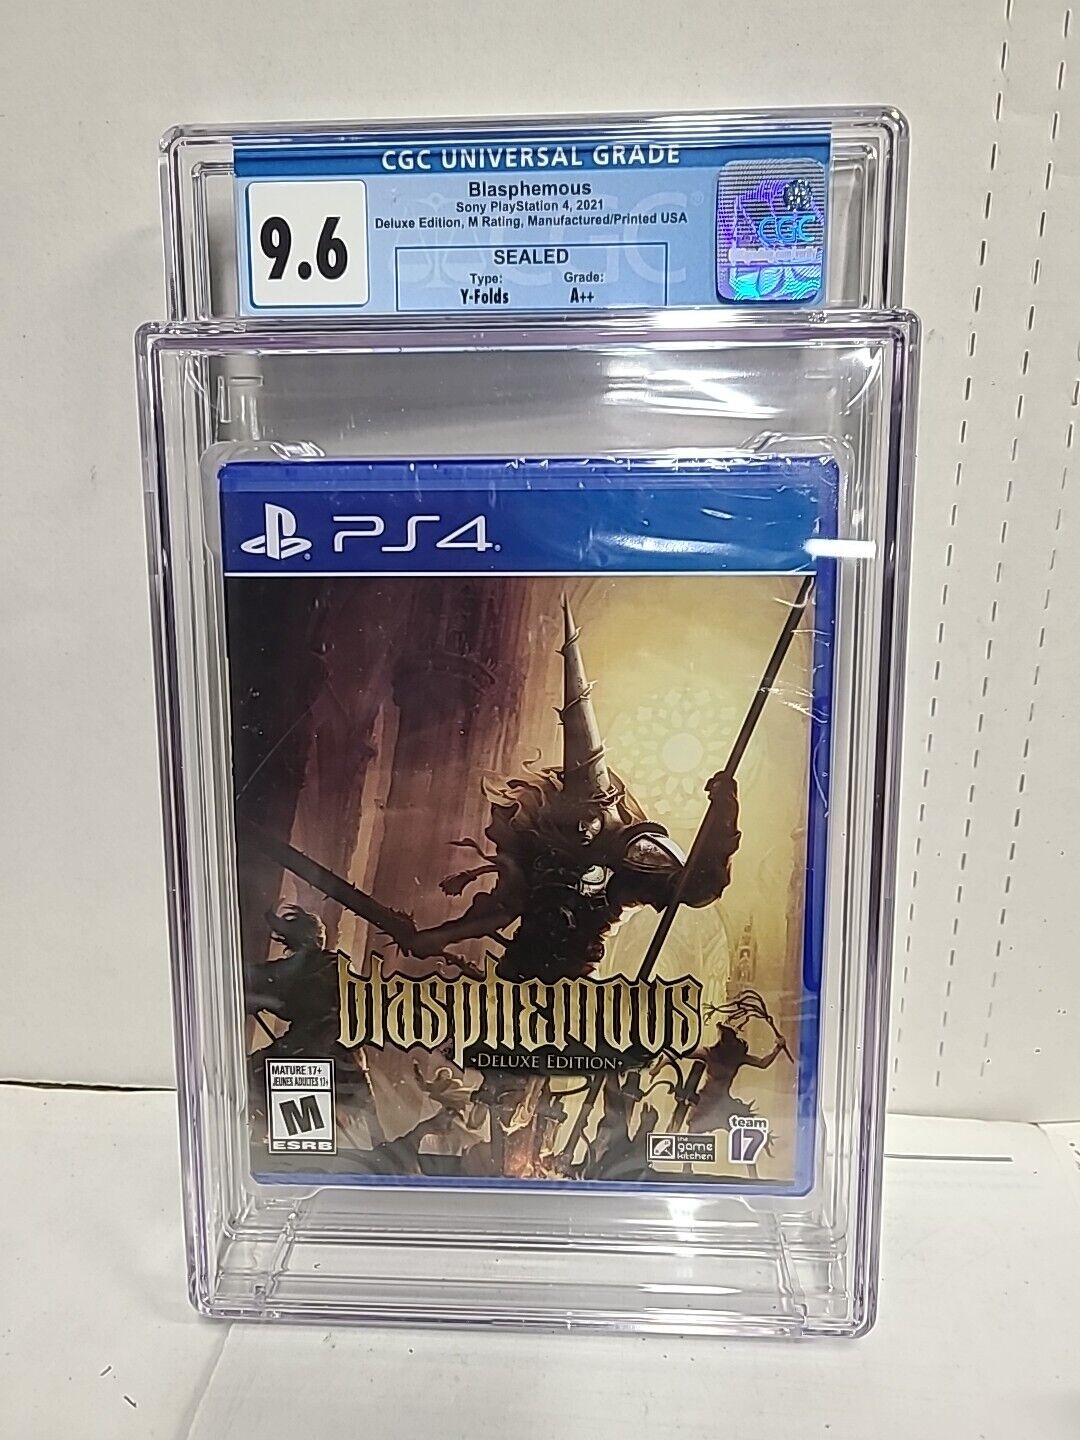 CGC UNIVERSAL GRADE
9.6
Blasphemous
Sony PlayStation 4, 2021
Deluxe Edition, M Rating, Manufactured/Printed USA
SEALED
Type: Grade:
Y-Folds A++
CGC
PS4
blasphemous
DELUXE EDITION
MATURE 17+
JEUNES ADULTES 17+
M
ESRB
the game kitchen
team 17